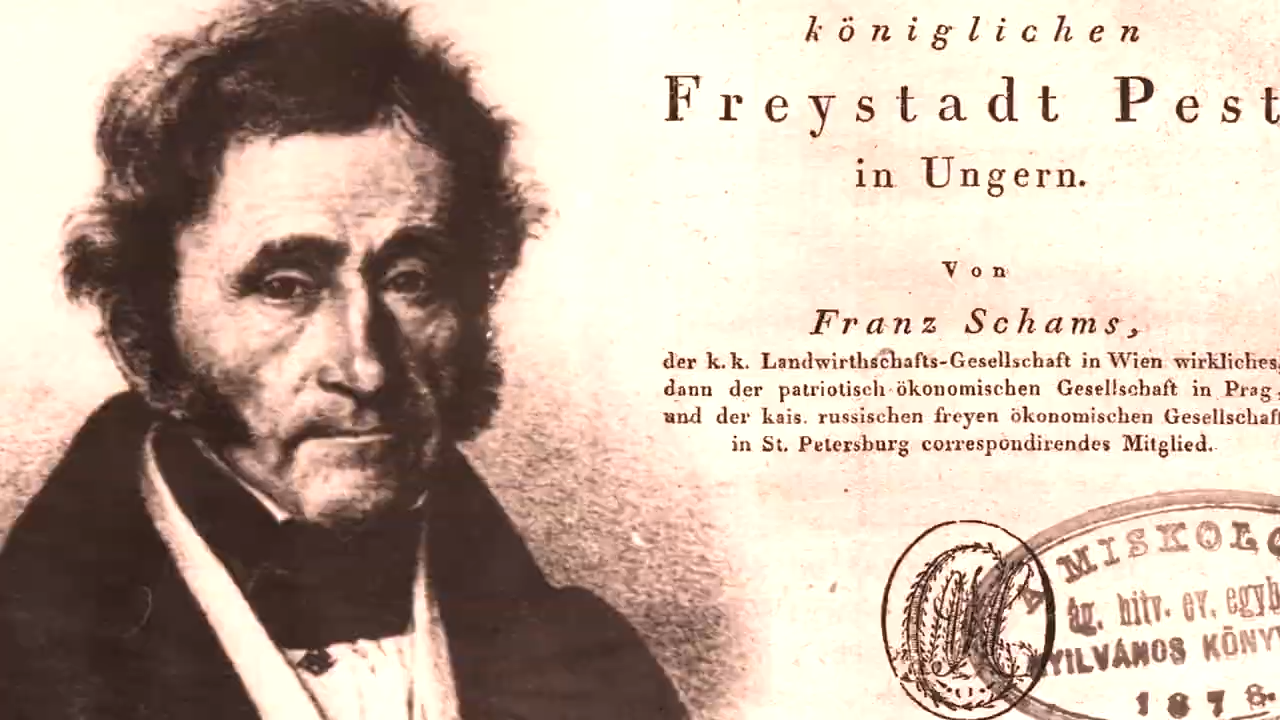 königlichen
Freystadt Pest
in Ungern.
Von
Franz Schams,
der k. k. Landwirthschafts-Gesellschaft in Wien wirkliches,
dann der patriotisch-ökonomischen Gesellschaft in Prag,
und der kais. russischen freyen ökonomischen Gesellschaf
in St. Petersburg correspondirendes Mitglied.
A MISKOLC
ág. hitv. ev. egyh
NYILVÁNOS KÖNY
1878.